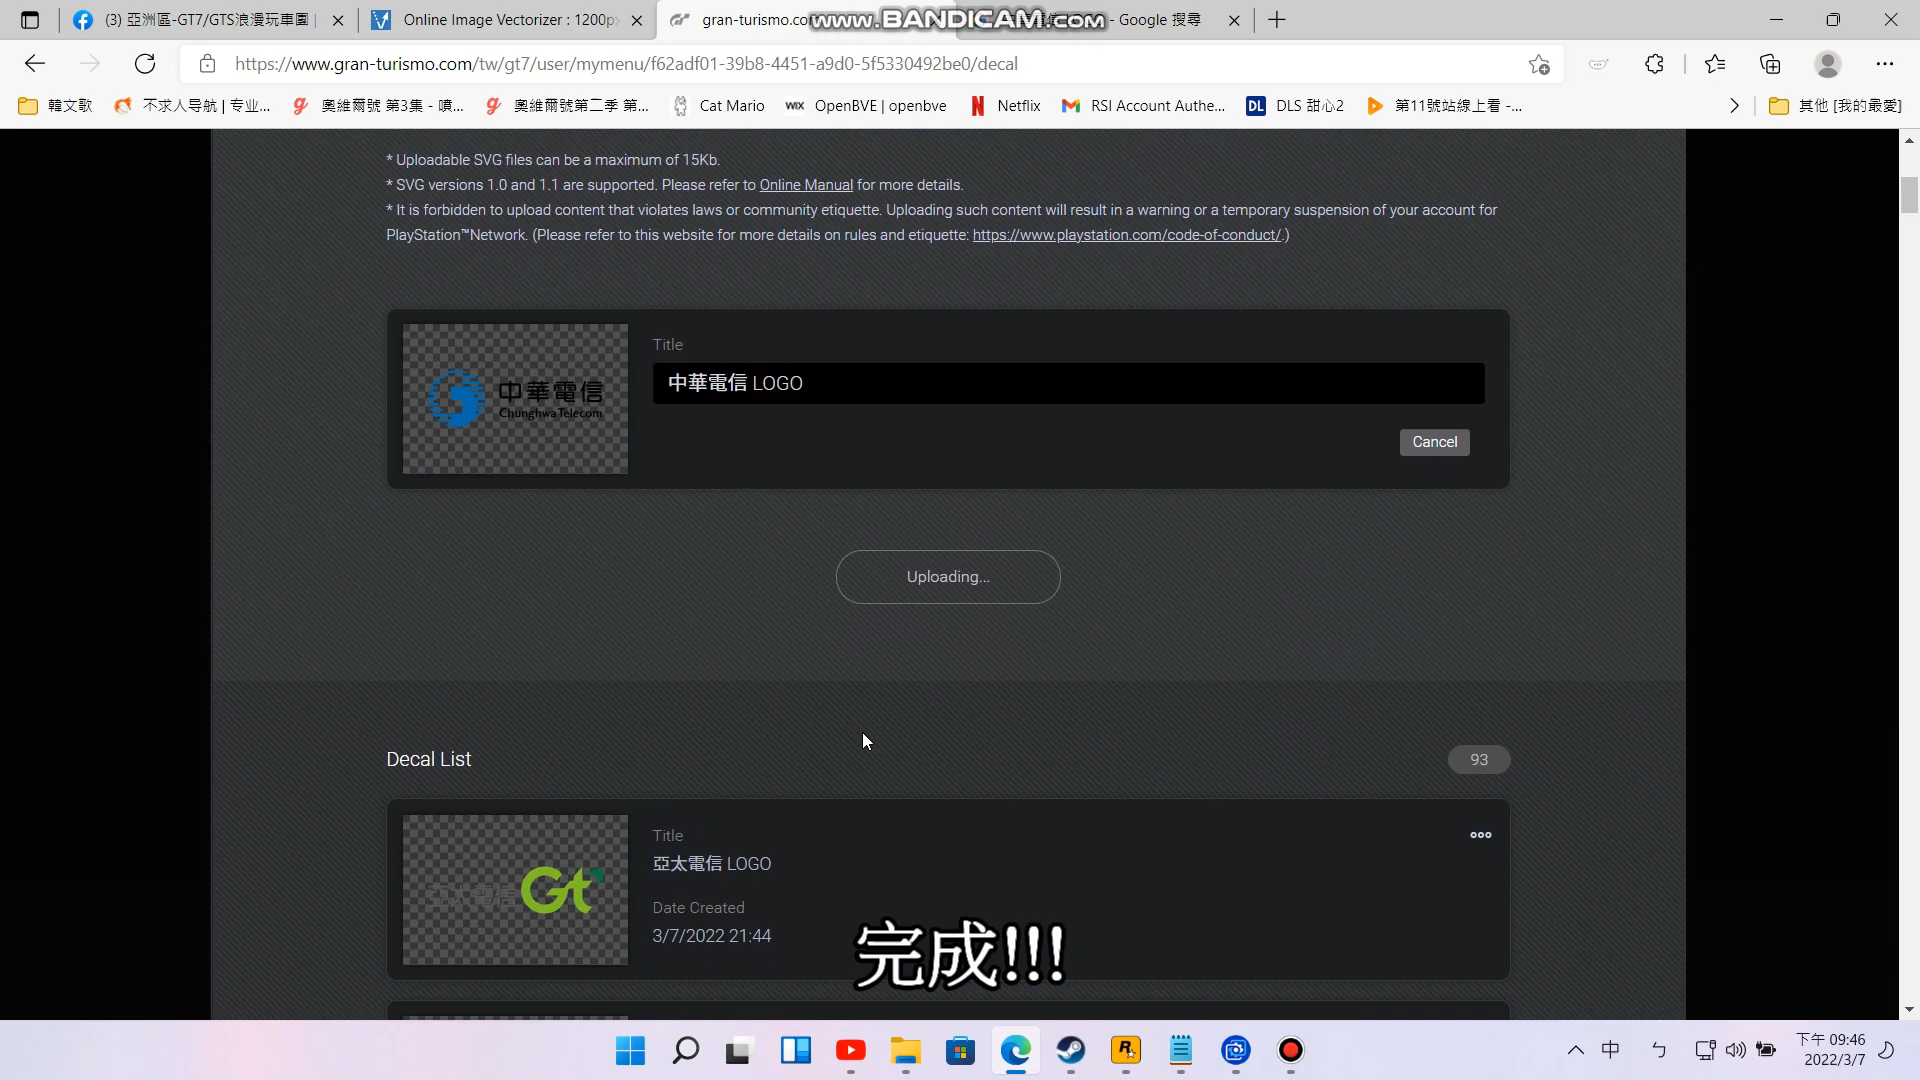 (3) 亞洲區-GT7/GTS浪漫玩車團 |
Online Image Vectorizer : 1200px
gran-turismo.com
www.BANDICAM.com
- Google 搜尋
https://www.gran-turismo.com/tw/gt7/user/mymenu/f62adf01-39b8-4451-a9d0-5f5330492be0/decal
韓文歌
不求人导航 | 专业...
奧維爾號 第3集 - 噴...
奧維爾號第二季 第...
Cat Mario
WIX
OpenBVE | openbve
Netflix
RSI Account Authe...
DL
DLS 甜心2
第11號站線上看 -...
其他 [我的最愛]
* Uploadable SVG files can be a maximum of 15Kb.
* SVG versions 1.0 and 1.1 are supported. Please refer to Online Manual for more details.
* It is forbidden to upload content that violates laws or community etiquette. Uploading such content will result in a warning or a temporary suspension of your account for
PlayStation™Network. (Please refer to this website for more details on rules and etiquette: https://www.playstation.com/code-of-conduct/.)
中華電信
Chunghwa Telecom
Title
中華電信 LOGO
Cancel
Uploading...
Decal List
93
亞太電信 Gt
Title
亞太電信 LOGO
Date Created
3/7/2022 21:44
完成!!!
中
ㄅ
下午 09:46
2022/3/7